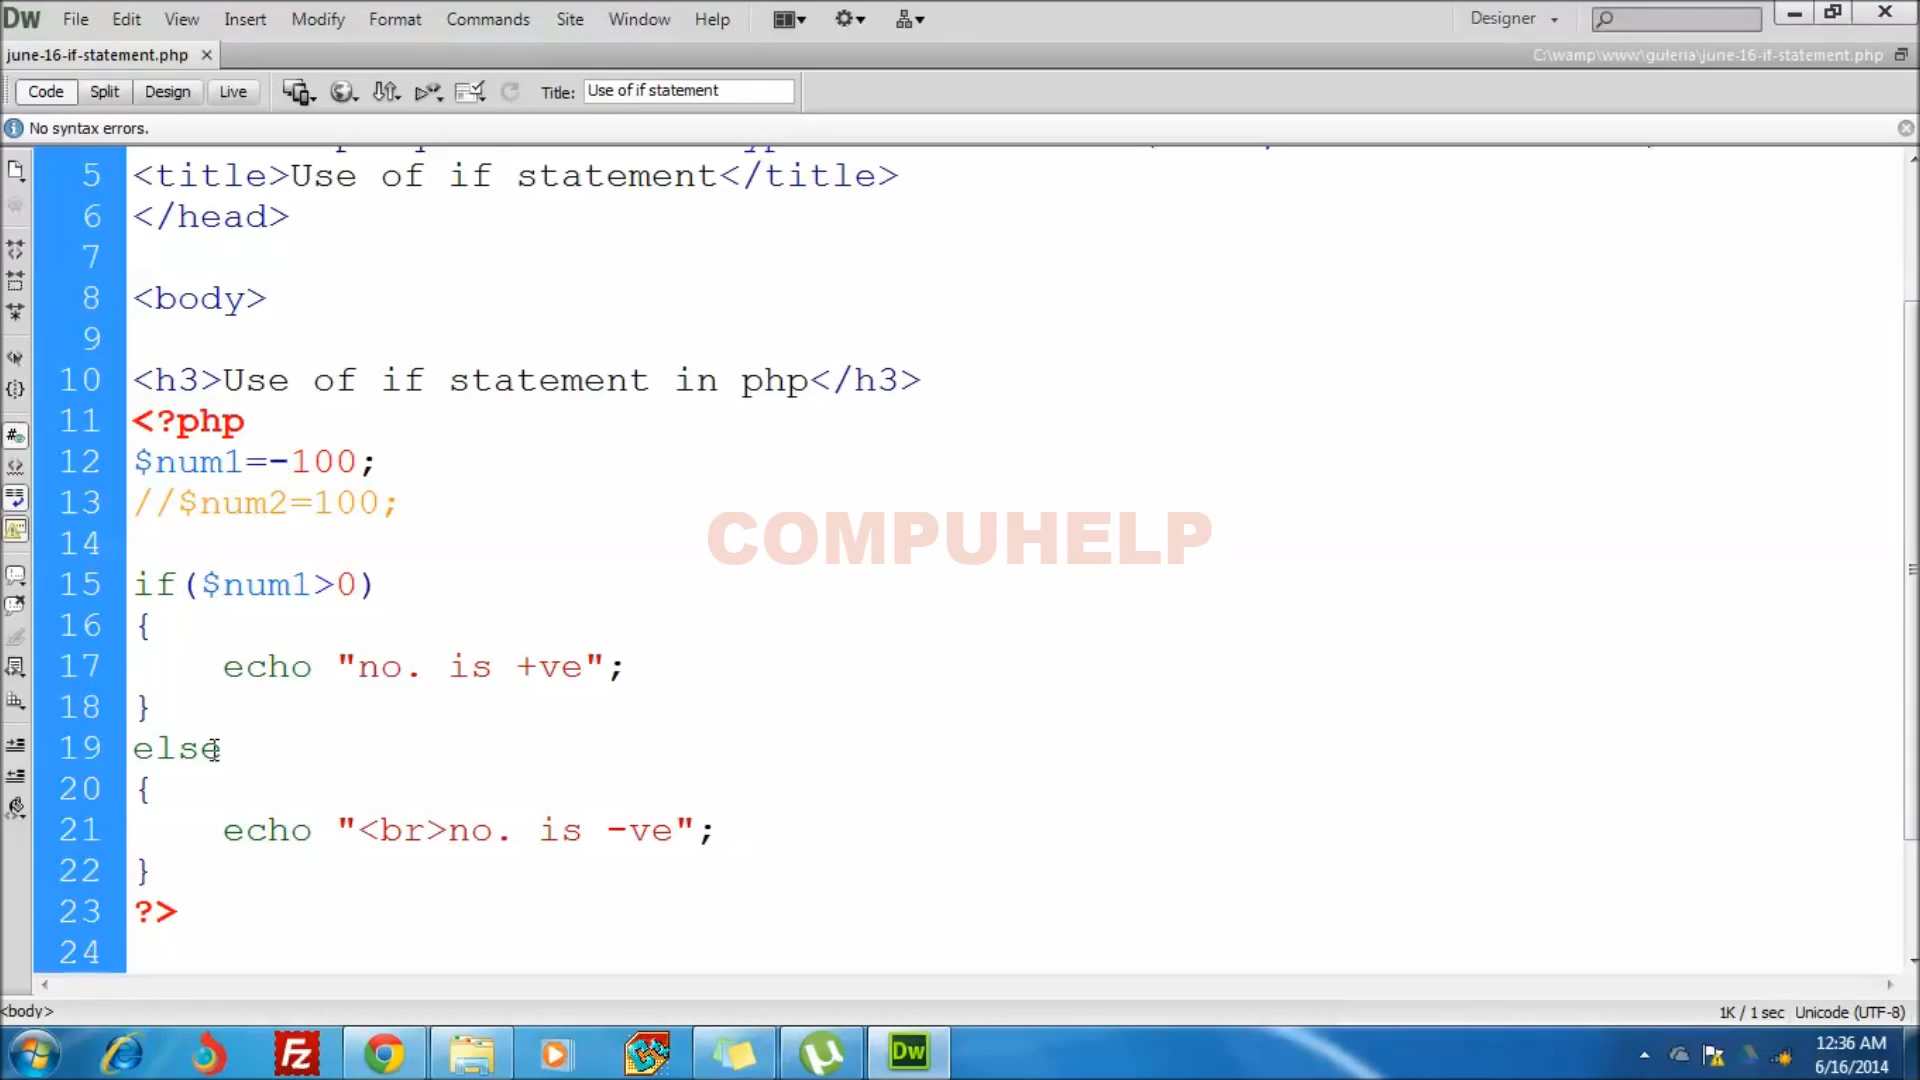 Dw File Edit View Insert Modify Format Commands Site Window Help Designer
june-16-if-statement.php C:\wamp\www\guleria\june-16-if-statement.php
Code Split Design Live Title: Use of if statement
No syntax errors.
5 <title>Use of if statement</title>
6 </head>
7
8 <body>
9
10 <h3>Use of if statement in php</h3>
11 <?php
12 $num1=-100;
13 //$num2=100;
14
15 if($num1>0)
16 {
17 echo "no. is +ve";
18 }
19 else
20 {
21 echo "<br>no. is -ve";
22 }
23 ?>
24
COMPUHELP
<body> 1K / 1 sec Unicode (UTF-8)
Fz Dw 12:36 AM
6/16/2014